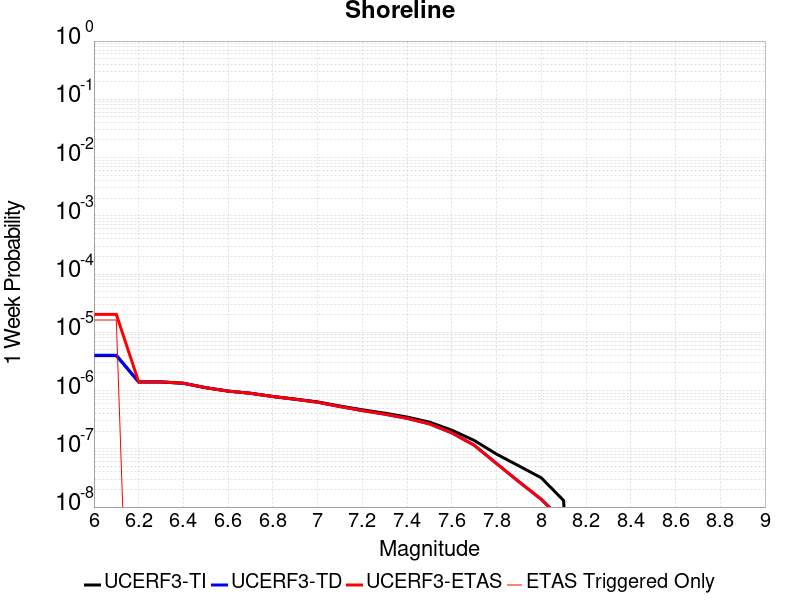 Shoreline
1 Week Probability
10^0
10^-1
10^-2
10^-3
10^-4
10^-5
10^-6
10^-7
10^-8
6 6.2 6.4 6.6 6.8 7 7.2 7.4 7.6 7.8 8 8.2 8.4 8.6 8.8 9
Magnitude
UCERF3-TI UCERF3-TD UCERF3-ETAS ETAS Triggered Only